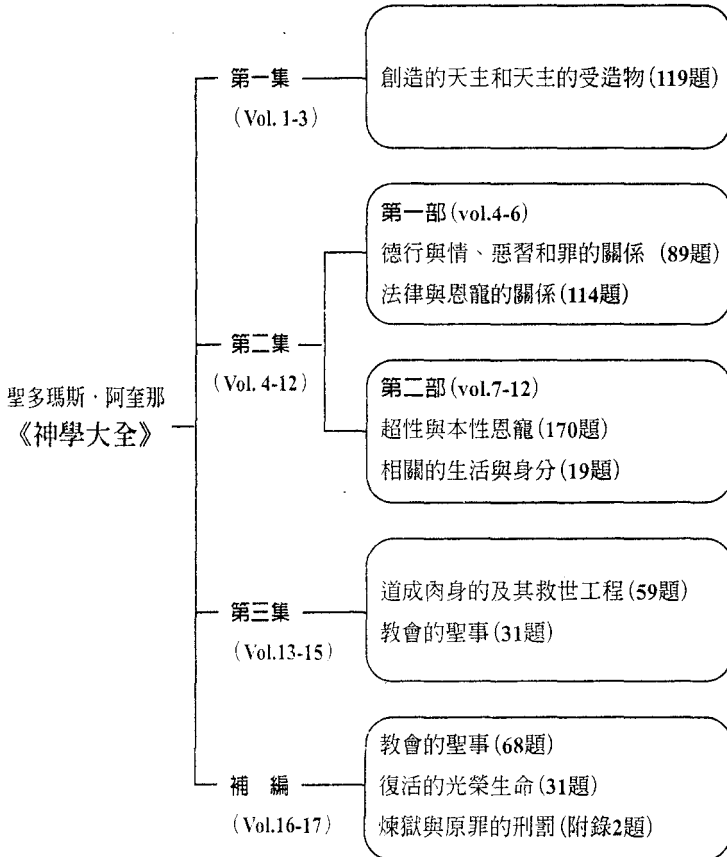 聖多瑪斯．阿奎那
《神學大全》
第一集
(Vol. 1-3)
創造的天主和天主的受造物(119題)
第二集
(Vol. 4-12)
第一部(vol.4-6)
德行與情、惡習和罪的關係 (89題)
法律與恩寵的關係(114題)
第二部(vol.7-12)
超性與本性恩寵(170題)
相關的生活與身分(19題)
第三集
(Vol.13-15)
道成肉身的及其救世工程(59題)
教會的聖事(31題)
補 編
(Vol.16-17)
教會的聖事(68題)
復活的光榮生命(31題)
煉獄與原罪的刑罰(附錄2題)